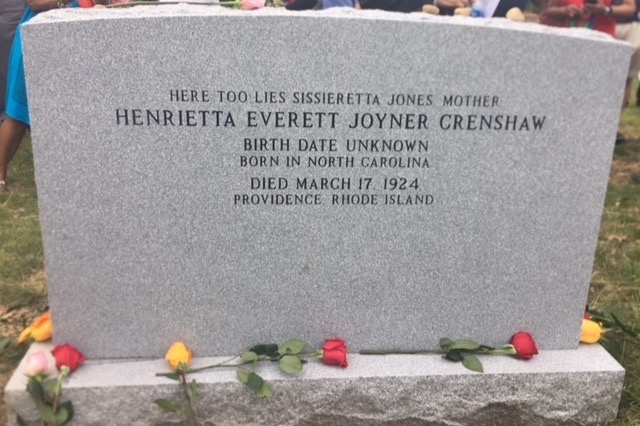 HERE TOO LIES SISSIERETTA JONES MOTHER
HENRIETTA EVERETT JOYNER CRENSHAW
BIRTH DATE UNKNOWN
BORN IN NORTH CAROLINA
DIED MARCH 17, 1924
PROVIDENCE RHODE ISLAND